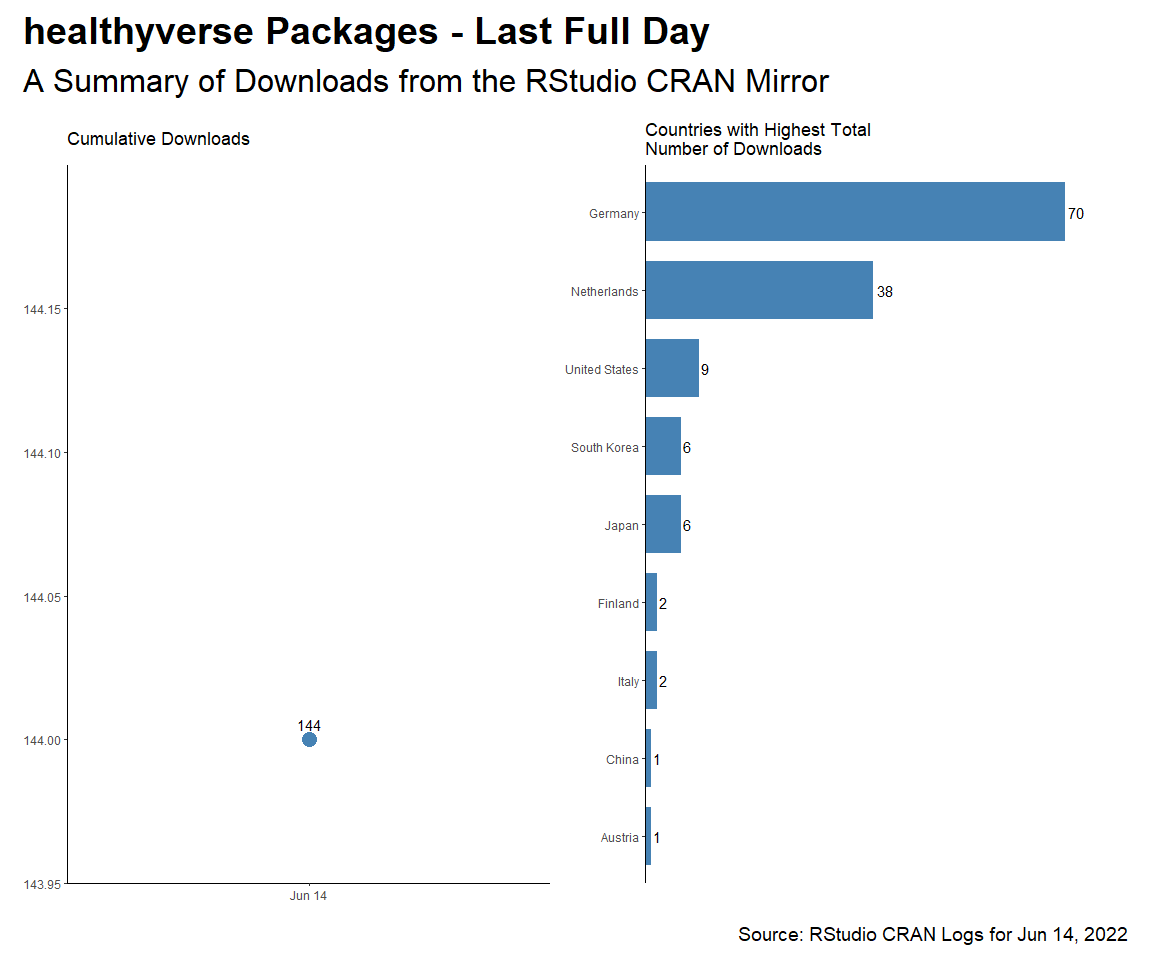 healthyverse Packages - Last Full Day
A Summary of Downloads from the RStudio CRAN Mirror
Cumulative Downloads
144.15
144.10
144.05
144.00
143.95
144
Jun 14
Countries with Highest Total
Number of Downloads
Germany 70
Netherlands 38
United States 9
South Korea 6
Japan 6
Finland 2
Italy 2
China 1
Austria 1
Source: RStudio CRAN Logs for Jun 14, 2022